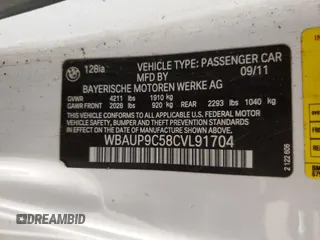 128ia
VEHICLE TYPE: PASSENGER CAR
MFD BY 09/11
BAYERISCHE MOTOREN WERKE AG
GVWR 4211 lbs 1910 kg
GAWR FRONT 2028 lbs 920 kg REAR 2293 lbs 1040 kg
THIS VEHICLE CONFORMS TO ALL APPLICABLE
U.S. FEDERAL MOTOR VEHICLE SAFETY, BUMPER,
AND THEFT PREVENTION STANDARDS IN EFFECT
ON THE DATE OF MANUFACTURE SHOWN ABOVE.
WBAUP9C58CVL91704
2 122 606
DREAMBID